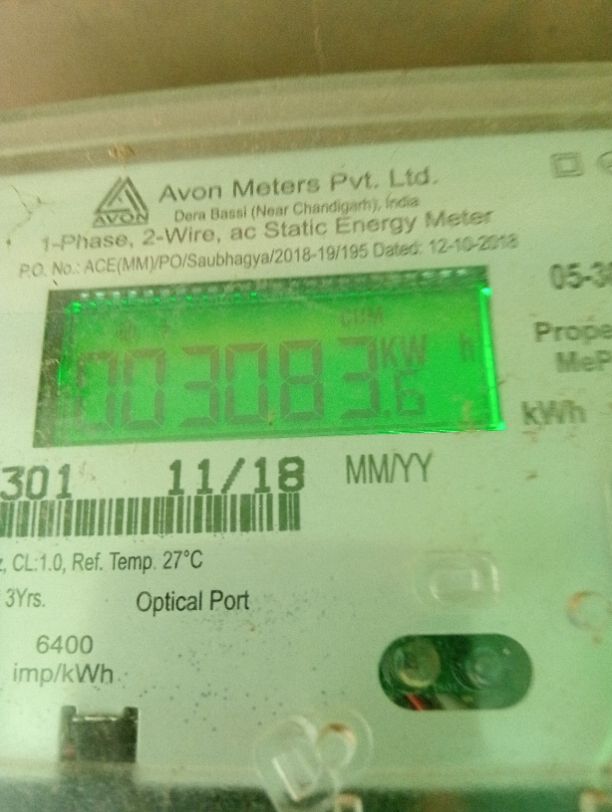 Avon Meters Pvt. Ltd.
AVON
Dera Bassi (Near Chandigarh), India
1-Phase, 2-Wire, ac Static Energy Meter
P.O. No.: ACE(MM)/PO/Saubhagya/2018-19/195 Dated: 12-10-2018
CUM
003083.6 KW h
kWh
301 11/18 MM/YY
CL:1.0, Ref. Temp. 27°C
3Yrs. Optical Port
6400
imp/kWh